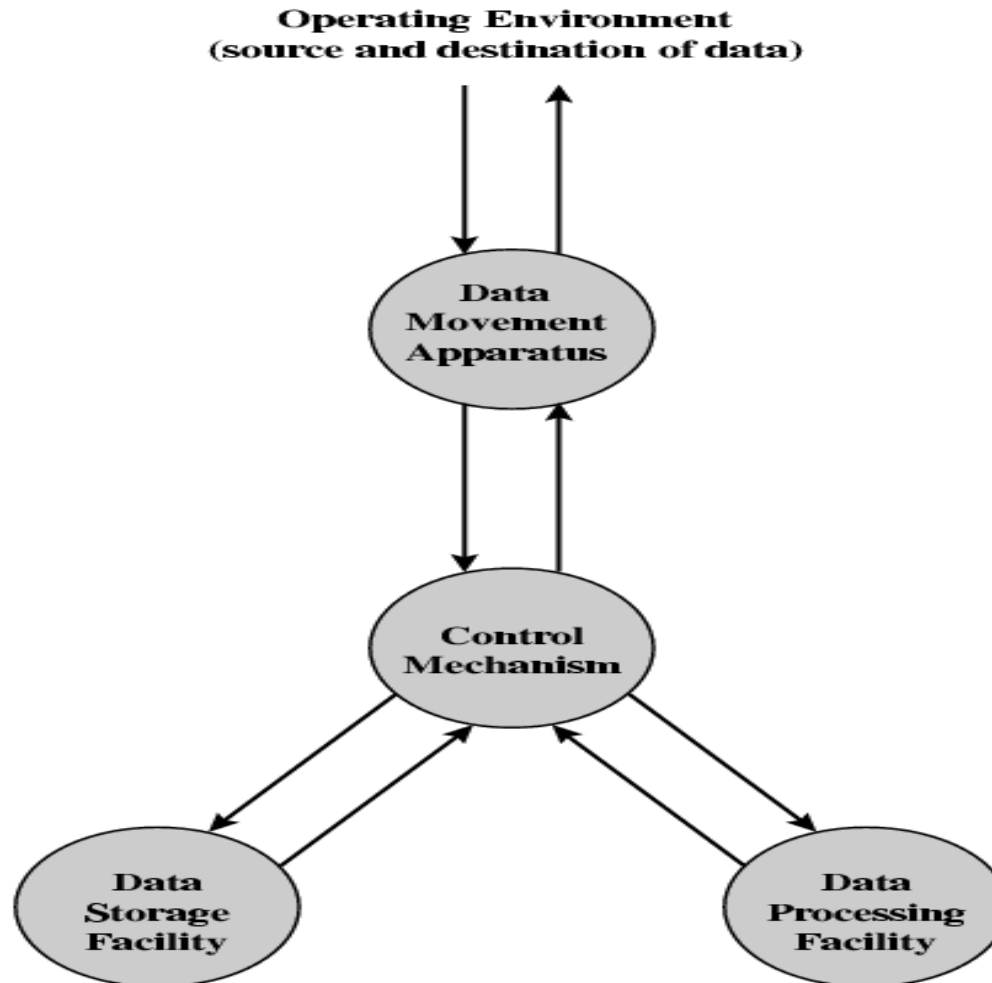 Operating Environment
(source and destination of data)
Data
Movement
Apparatus
Control
Mechanism
Data
Storage
Facility
Data
Processing
Facility